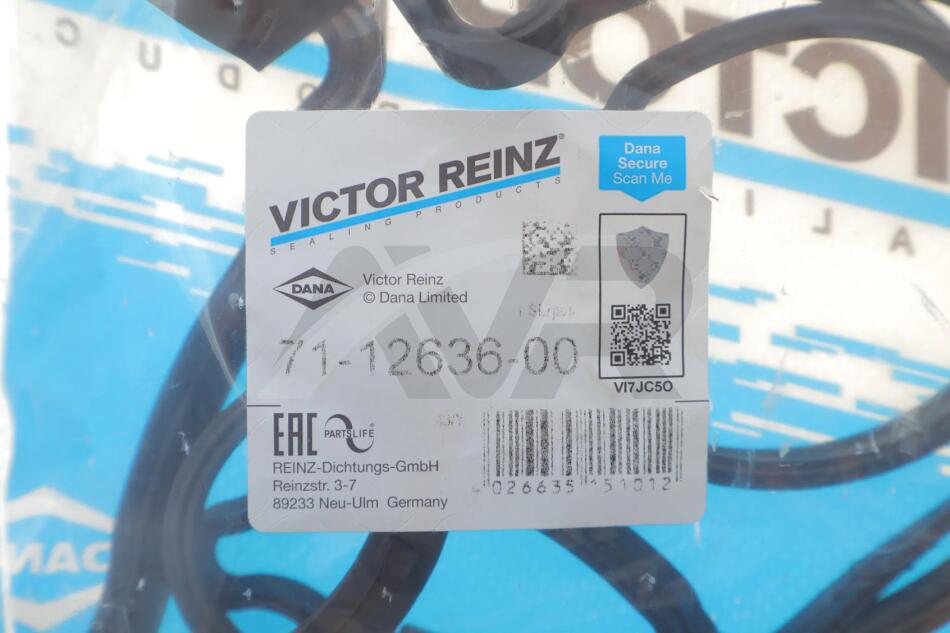 VICTOR REINZ®
SEALING PRODUCTS
Dana
Secure
Scan Me
DANA
Victor Reinz
© Dana Limited
71-12636-00
VI7JC5O
EAC
PARTSLIFE®
REINZ-Dichtungs-GmbH
Reinzstr. 3-7
89233 Neu-Ulm Germany
4 026635 151012
AVR